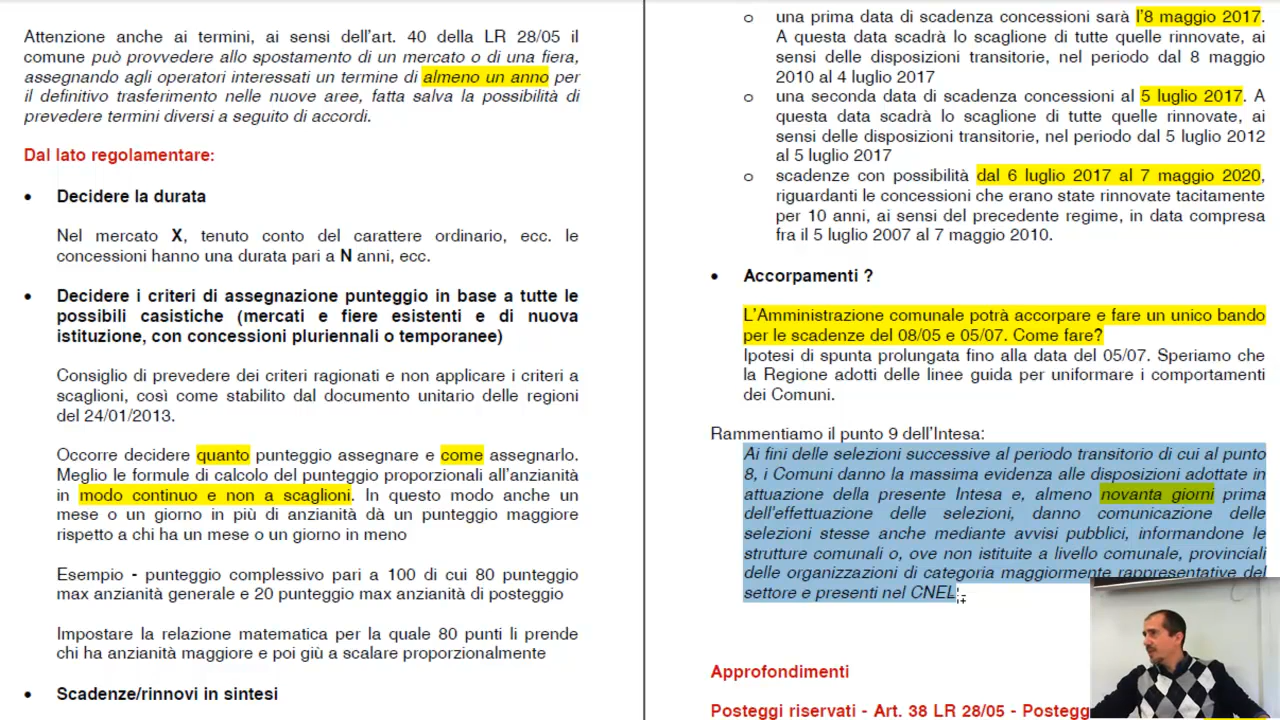 Attenzione anche ai termini, ai sensi dell'art. 40 della LR 28/05 il
comune può provvedere allo spostamento di un mercato o di una fiera,
assegnando agli operatori interessati un termine di almeno un anno per
il definitivo trasferimento nelle nuove aree, fatta salva la possibilità di
prevedere termini diversi a seguito di accordi.
Dal lato regolamentare:
• Decidere la durata
Nel mercato X, tenuto conto del carattere ordinario, ecc. le
concessioni hanno una durata pari a N anni, ecc.
• Decidere i criteri di assegnazione punteggio in base a tutte le
possibili casistiche (mercati e fiere esistenti e di nuova
istituzione, con concessioni pluriennali o temporanee)
Consiglio di prevedere dei criteri ragionati e non applicare i criteri a
scaglioni, così come stabilito dal documento unitario delle regioni
del 24/01/2013.
Occorre decidere quanto punteggio assegnare e come assegnarlo.
Meglio le formule di calcolo del punteggio proporzionali all'anzianità
in modo continuo e non a scaglioni. In questo modo anche un
mese o un giorno in più di anzianità dà un punteggio maggiore
rispetto a chi ha un mese o un giorno in meno
Esempio - punteggio complessivo pari a 100 di cui 80 punteggio
max anzianità generale e 20 punteggio max anzianità di posteggio
Impostare la relazione matematica per la quale 80 punti li prende
chi ha anzianità maggiore e poi giù a scalare proporzionalmente
• Scadenze/rinnovi in sintesi
o una prima data di scadenza concessioni sarà l'8 maggio 2017.
A questa data scadrà lo scaglione di tutte quelle rinnovate, ai
sensi delle disposizioni transitorie, nel periodo dal 8 maggio
2010 al 4 luglio 2017
o una seconda data di scadenza concessioni al 5 luglio 2017. A
questa data scadrà lo scaglione di tutte quelle rinnovate, ai
sensi delle disposizioni transitorie, nel periodo dal 5 luglio 2012
al 5 luglio 2017
o scadenze con possibilità dal 6 luglio 2017 al 7 maggio 2020,
riguardanti le concessioni che erano state rinnovate tacitamente
per 10 anni, ai sensi del precedente regime, in data compresa
fra il 5 luglio 2007 al 7 maggio 2010.
• Accorpamenti ?
L'Amministrazione comunale potrà accorpare e fare un unico bando
per le scadenze del 08/05 e 05/07. Come fare?
Ipotesi di spunta prolungata fino alla data del 05/07. Speriamo che
la Regione adotti delle linee guida per uniformare i comportamenti
dei Comuni.
Rammentiamo il punto 9 dell'Intesa:
Ai fini delle selezioni successive al periodo transitorio di cui al punto
8, i Comuni danno la massima evidenza alle disposizioni adottate in
attuazione della presente Intesa e, almeno novanta giorni prima
dell'effettuazione delle selezioni, danno comunicazione delle
selezioni stesse anche mediante avvisi pubblici, informandone le
strutture comunali o, ove non istituite a livello comunale, provinciali
delle organizzazioni di categoria maggiormente rappresentative del
settore e presenti nel CNEL
Approfondimenti
Posteggi riservati - Art. 38 LR 28/05 - Postegg